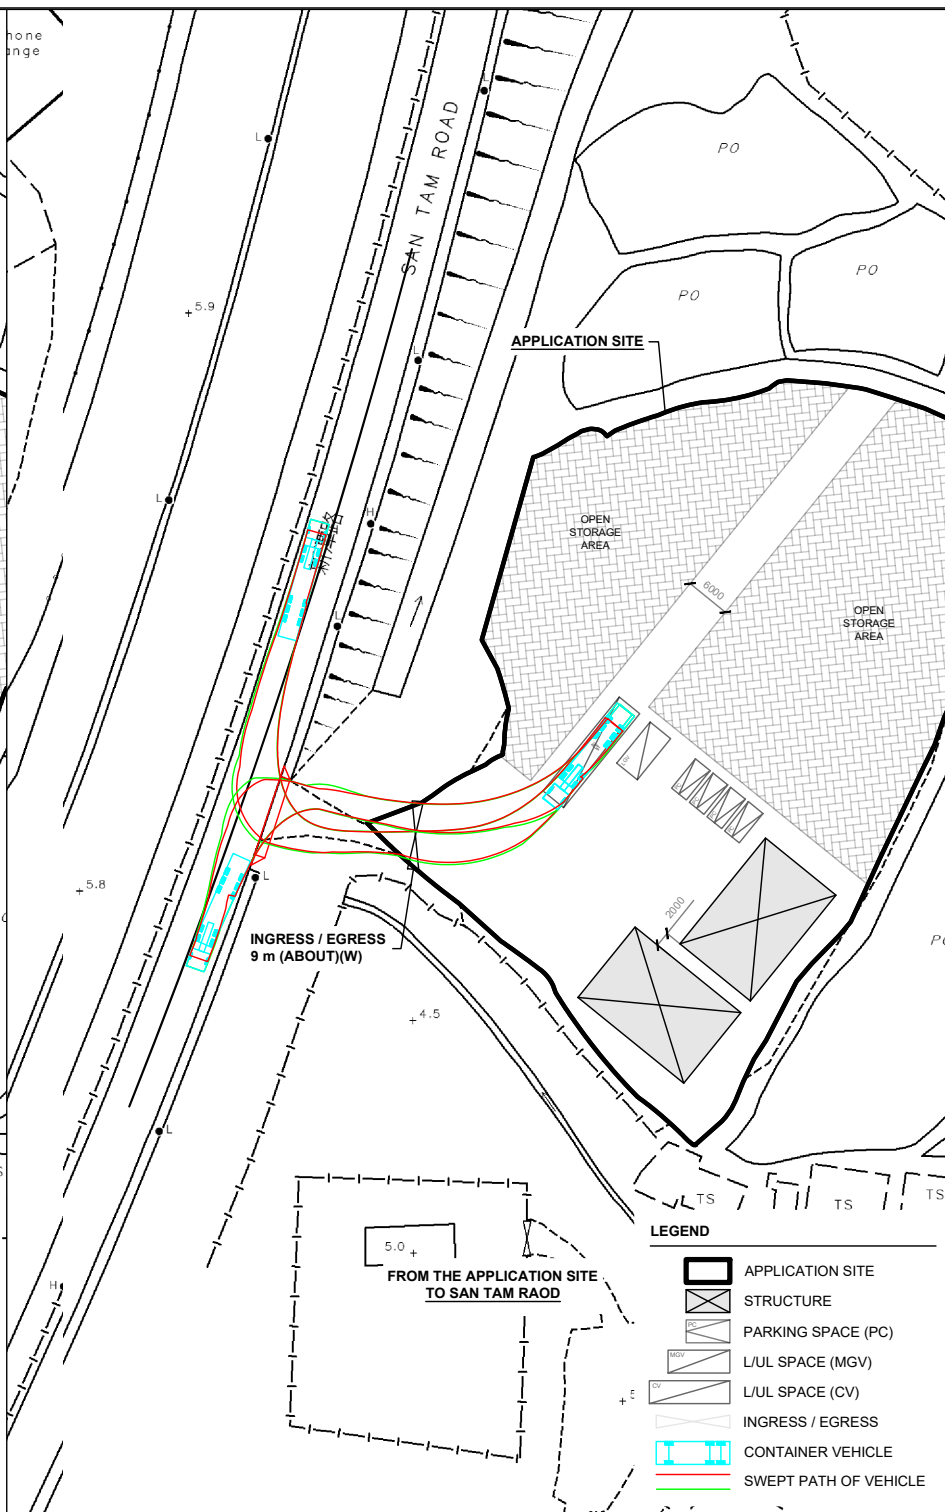 hone
ange
L
L
SAN TAM ROAD
PO
PO
PO
5.9
APPLICATION SITE
L
L
H
OPEN
STORAGE
AREA
6000
OPEN
STORAGE
AREA
L
5.8
L
2000
INGRESS / EGRESS
9 m (ABOUT)(W)
4.5
L
TS
TS
TS
5.0
H
FROM THE APPLICATION SITE
TO SAN TAM RAOD
LEGEND
APPLICATION SITE
STRUCTURE
PC
PARKING SPACE (PC)
MGV
L/UL SPACE (MGV)
CV
L/UL SPACE (CV)
INGRESS / EGRESS
CONTAINER VEHICLE
SWEPT PATH OF VEHICLE